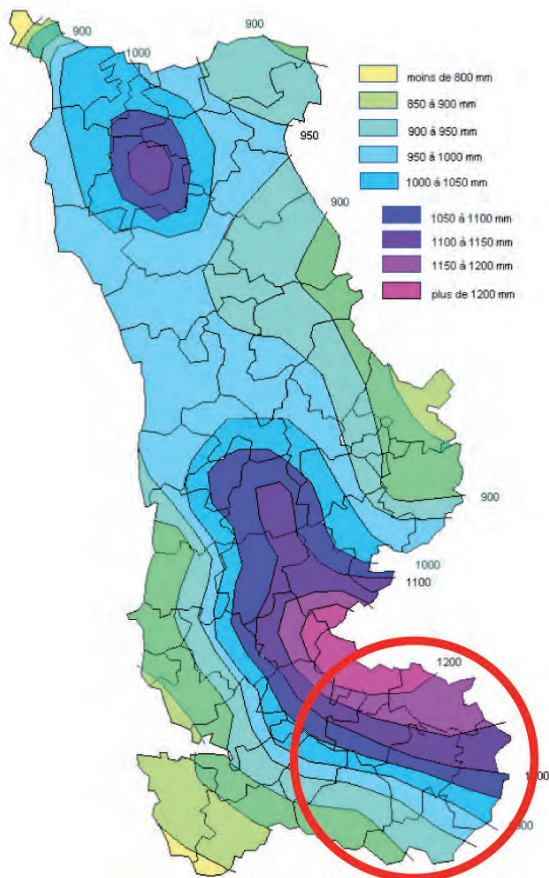 900
1000
900
950
900
moins de 800 mm
850 à 900 mm
900 à 950 mm
950 à 1000 mm
1000 à 1050 mm
1050 à 1100 mm
1100 à 1150 mm
1150 à 1200 mm
plus de 1200 mm
900
1000
1100
1200